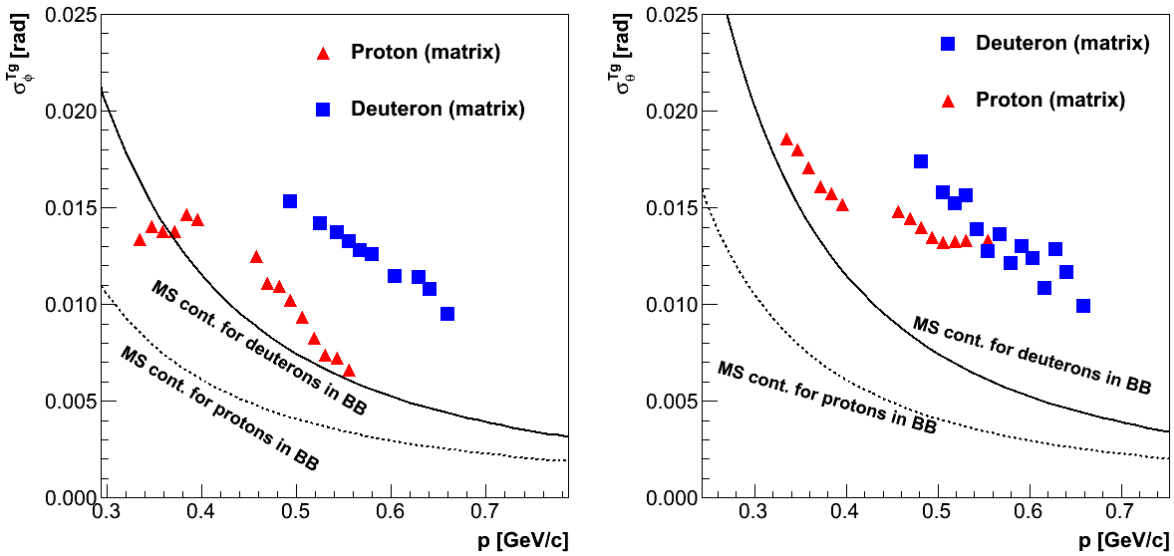 σ_ϕ^Tg [rad]
0.025
0.020
0.015
0.010
0.005
0.000
Proton (matrix)
Deuteron (matrix)
MS cont. for deuterons in BB
MS cont. for protons in BB
0.3 0.4 0.5 0.6 0.7
p [GeV/c]
σ_θ^Tg [rad]
0.025
0.020
0.015
0.010
0.005
0.000
Deuteron (matrix)
Proton (matrix)
MS cont. for deuterons in BB
MS cont. for protons in BB
0.3 0.4 0.5 0.6 0.7
p [GeV/c]